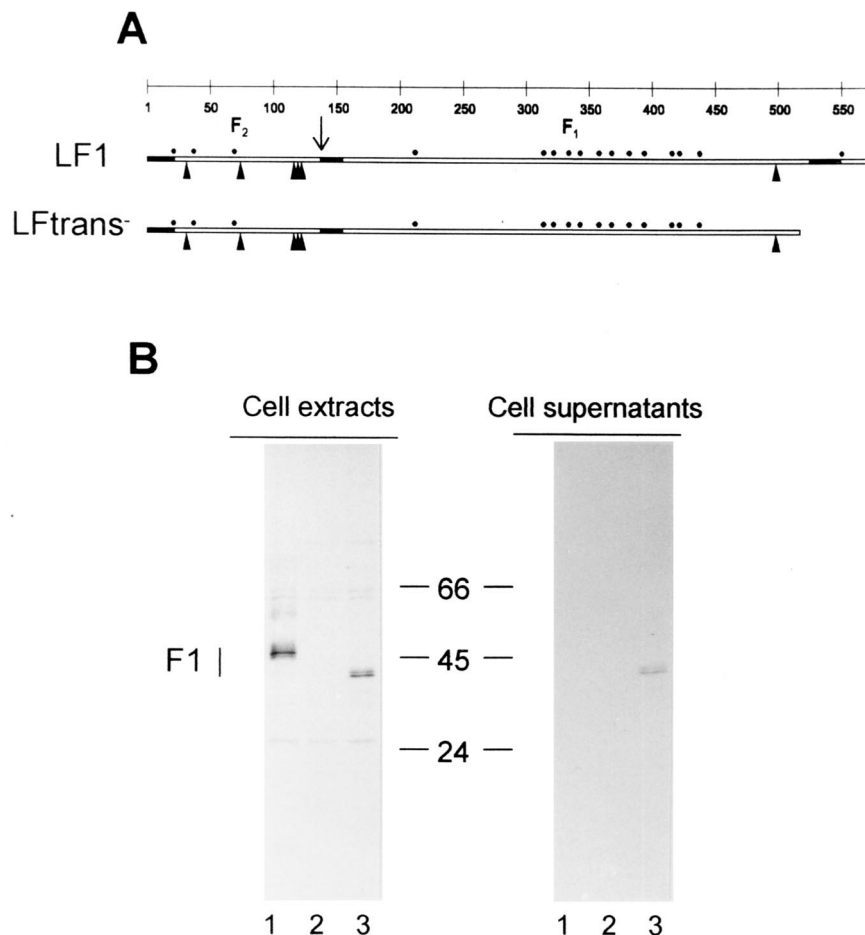 A
1 50 100 150 200 250 300 350 400 450 500 550
F2 F1
LF1
LFtrans-
B
Cell extracts Cell supernatants
66
F1 45
24
1 2 3 1 2 3